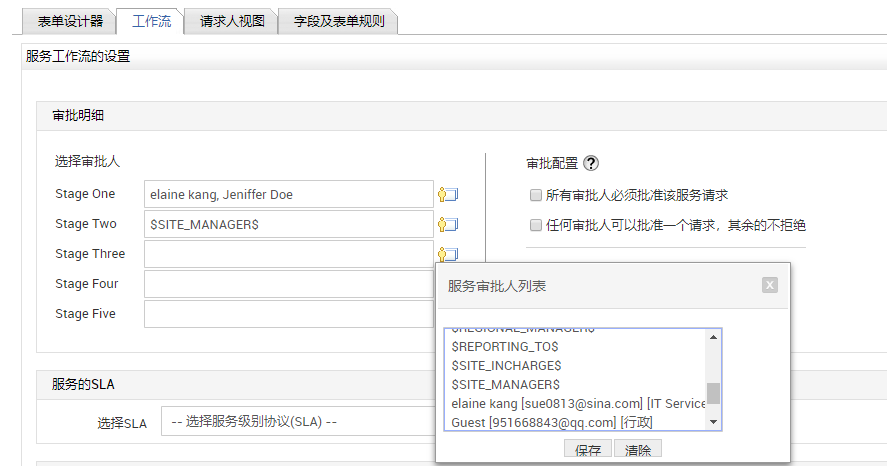 表单设计器 工作流 请求人视图 字段及表单规则
服务工作流的设置
审批明细
选择审批人
审批配置 ?
Stage One elaine kang, Jeniffer Doe
所有审批人必须批准该服务请求
Stage Two $SITE_MANAGER$
任何审批人可以批准一个请求，其余的不拒绝
Stage Three
Stage Four
Stage Five
服务审批人列表 x
$REGIONAL_MANAGER$
$REPORTING_TO$
$SITE_INCHARGE$
$SITE_MANAGER$
elaine kang [sue0813@sina.com] [IT Service
Guest [951668843@qq.com] [行政]
保存 清除
服务的SLA
选择SLA -- 选择服务级别协议(SLA) --